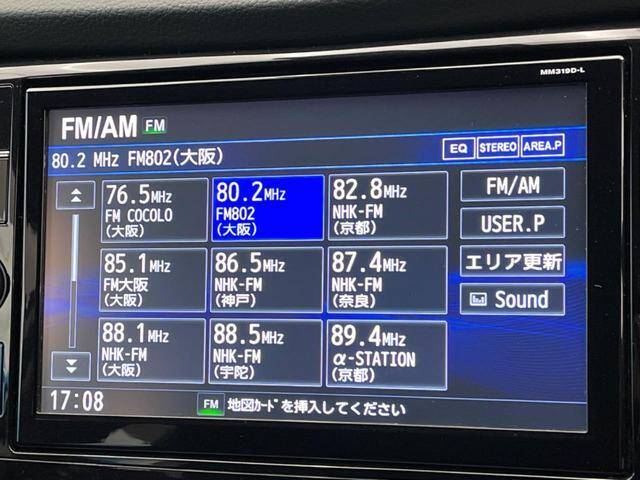 MM319D-L
FM/AM FM
80.2 MHz FM802(大阪) EQ STEREO AREA.P
76.5MHz
FM COCOLO
(大阪)
80.2MHz
FM802
(大阪)
82.8MHz
NHK-FM
(京都)
FM/AM
USER.P
85.1MHz
FM大阪
(大阪)
86.5MHz
NHK-FM
(神戸)
87.4MHz
NHK-FM
(奈良)
エリア更新
Sound
88.1MHz
NHK-FM
(大阪)
88.5MHz
NHK-FM
(宇陀)
89.4MHz
α-STATION
(京都)
17:08 FM 地図ｶｰﾄﾞを挿入してください